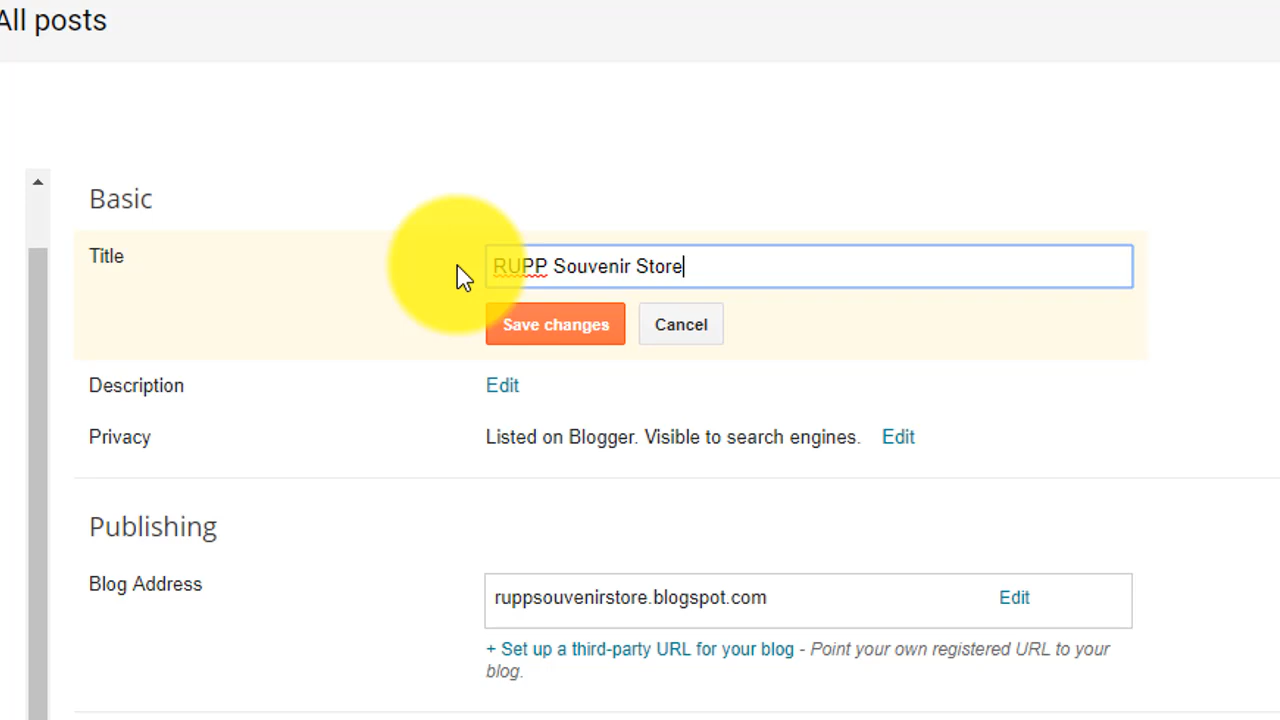 All posts
Basic
Title
RUPP Souvenir Store
Save changes Cancel
Description Edit
Privacy Listed on Blogger. Visible to search engines. Edit
Publishing
Blog Address ruppsouvenirstore.blogspot.com Edit
+ Set up a third-party URL for your blog - Point your own registered URL to your
blog.